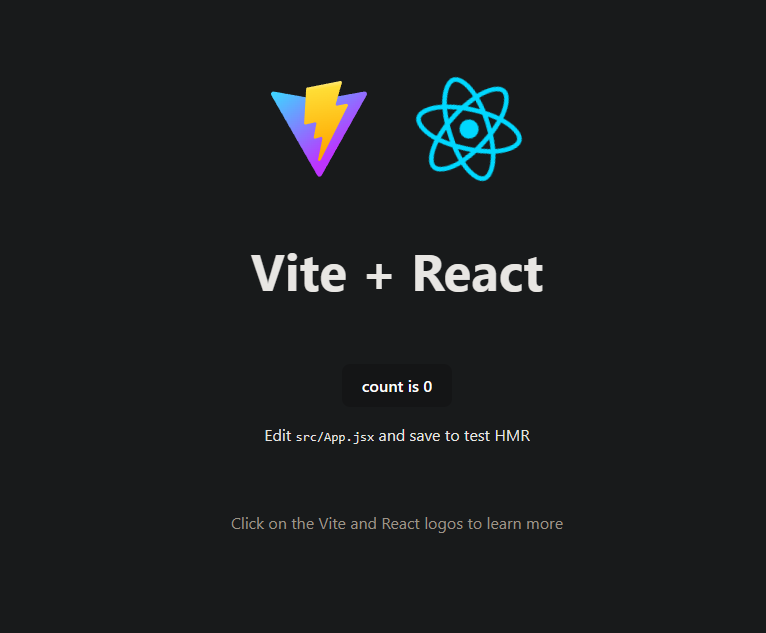 Vite + React
count is 0
Edit src/App.jsx and save to test HMR
Click on the Vite and React logos to learn more